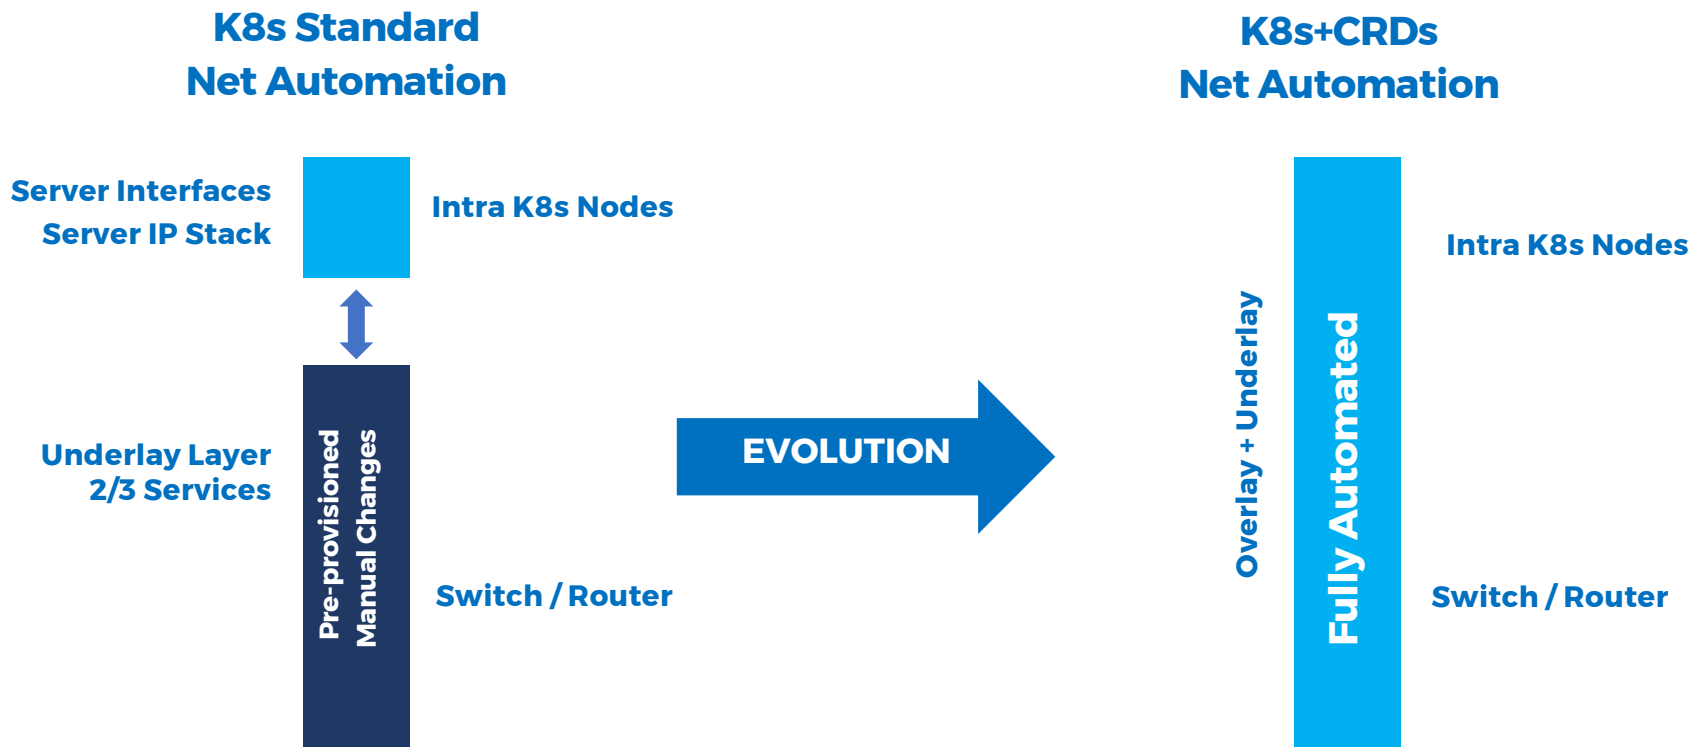 K8s Standard
Net Automation
Server Interfaces
Server IP Stack
Intra K8s Nodes
Underlay Layer
2/3 Services
Pre-provisioned
Manual Changes
Switch / Router
EVOLUTION
K8s+CRDs
Net Automation
Overlay + Underlay
Fully Automated
Intra K8s Nodes
Switch / Router